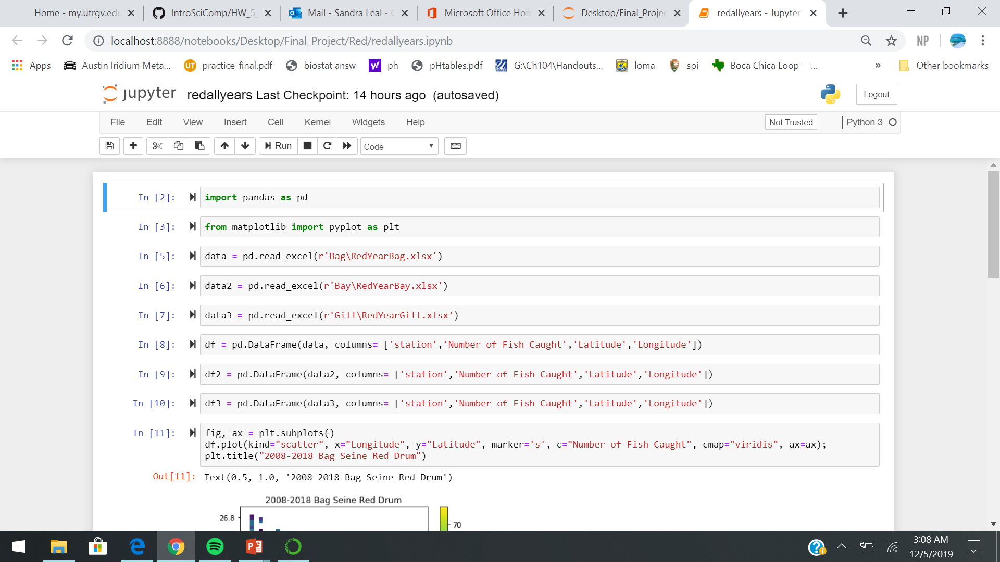 Home - my.utrgv.edu
IntroSciComp/HW_5_
Mail - Sandra Leal - O
Microsoft Office Hom
Desktop/Final_Projec
redallyears - Jupyter
localhost:8888/notebooks/Desktop/Final_Project/Red/redallyears.ipynb
NP
Apps
Austin Iridium Meta...
UT
practice-final.pdf
biostat answ
y!
ph
pHtables.pdf
G:\Ch104\Handouts...
loma
spi
Boca Chica Loop —...
»
Other bookmarks
jupyter
redallyears Last Checkpoint: 14 hours ago (autosaved)
Logout
File Edit View Insert Cell Kernel Widgets Help
Not Trusted
Python 3
Run
Code
In [2]: import pandas as pd
In [3]: from matplotlib import pyplot as plt
In [5]: data = pd.read_excel(r'Bag\RedYearBag.xlsx')
In [6]: data2 = pd.read_excel(r'Bay\RedYearBay.xlsx')
In [7]: data3 = pd.read_excel(r'Gill\RedYearGill.xlsx')
In [8]: df = pd.DataFrame(data, columns= ['station','Number of Fish Caught','Latitude','Longitude'])
In [9]: df2 = pd.DataFrame(data2, columns= ['station','Number of Fish Caught','Latitude','Longitude'])
In [10]: df3 = pd.DataFrame(data3, columns= ['station','Number of Fish Caught','Latitude','Longitude'])
In [11]: fig, ax = plt.subplots()
df.plot(kind="scatter", x="Longitude", y="Latitude", marker='s', c="Number of Fish Caught", cmap="viridis", ax=ax);
plt.title("2008-2018 Bag Seine Red Drum")
Out[11]: Text(0.5, 1.0, '2008-2018 Bag Seine Red Drum')
2008-2018 Bag Seine Red Drum
26.8
70
3:08 AM
12/5/2019